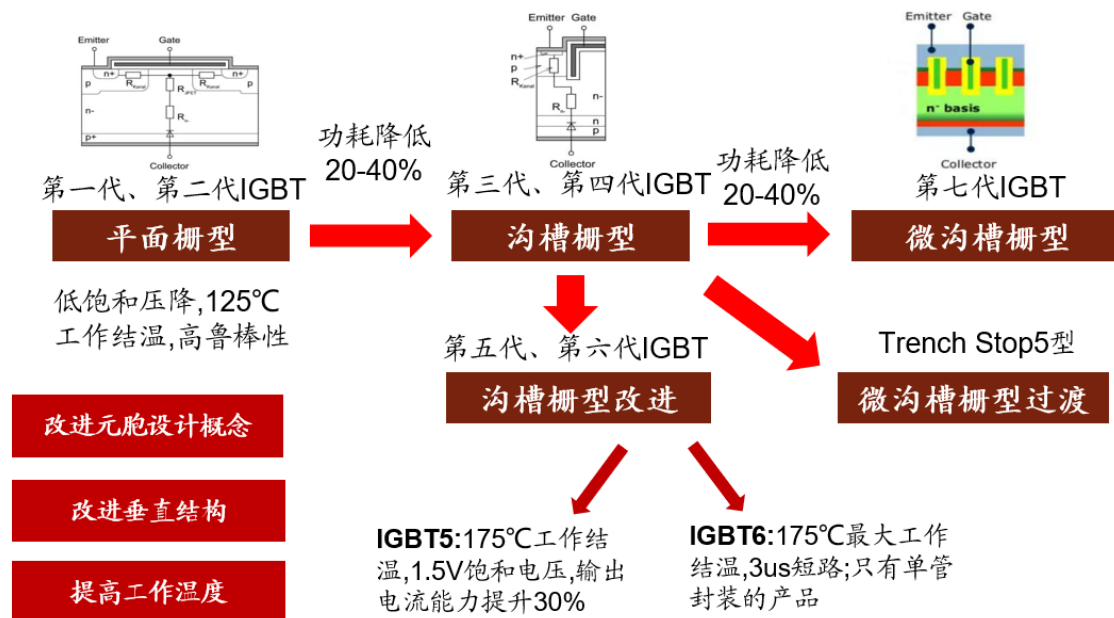 Emitter Gate
n+ n+
p p
R_Kanal R_Kanal
R_JFET
n-
R_n-
p+
Collector
第一代、第二代IGBT
平面栅型
低饱和压降,125℃
工作结温,高鲁棒性
功耗降低
20-40%
Emitter Gate
n+
p
R_Kanal
n-
R_n-
n
p
Collector
第三代、第四代IGBT
沟槽栅型
功耗降低
20-40%
Emitter Gate
n- basis
Collector
第七代IGBT
微沟槽栅型
第五代、第六代IGBT
沟槽栅型改进
Trench Stop5型
微沟槽栅型过渡
改进元胞设计概念
改进垂直结构
提高工作温度
IGBT5:175℃工作结
温,1.5V饱和电压,输出
电流能力提升30%
IGBT6:175℃最大工作
结温,3us短路;只有单管
封装的产品